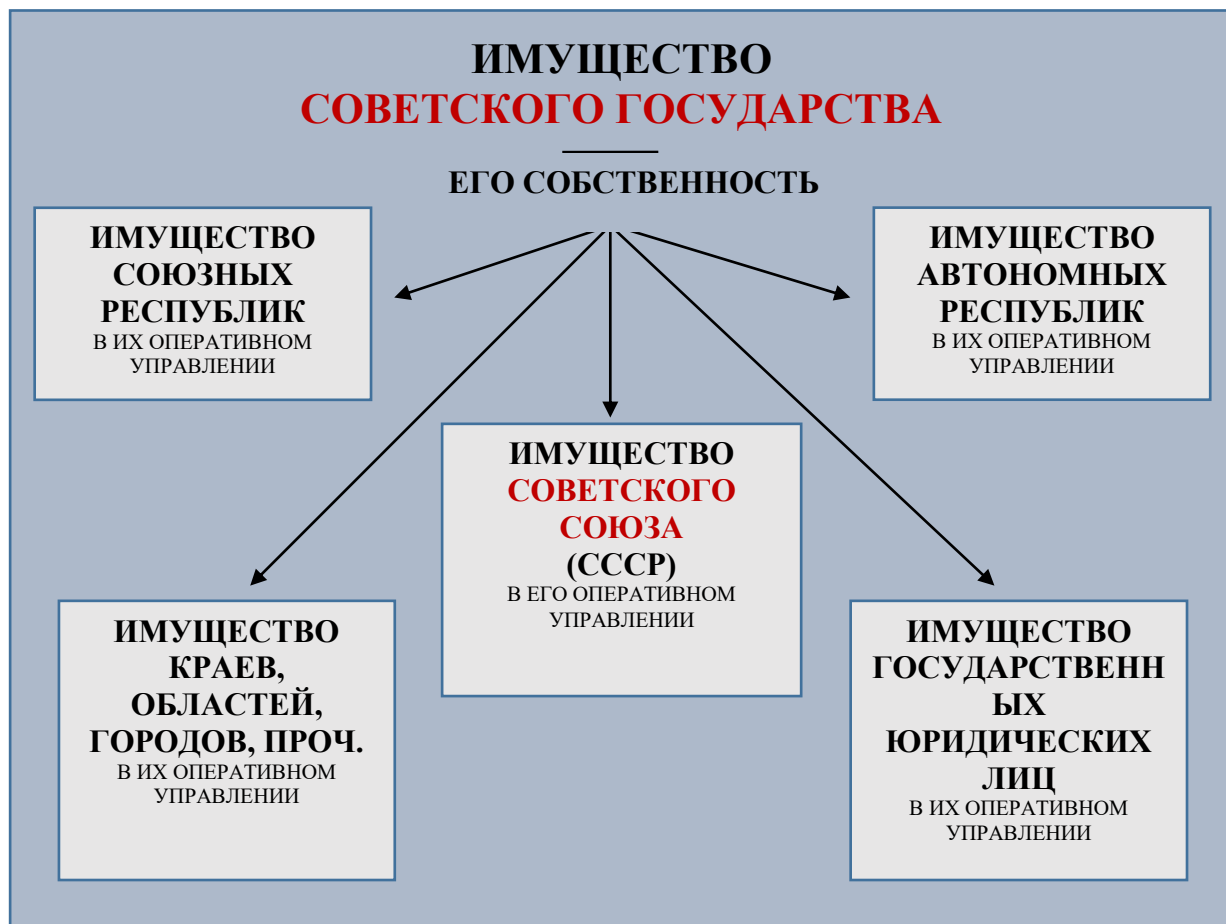 ИМУЩЕСТВО
СОВЕТСКОГО ГОСУДАРСТВА
ЕГО СОБСТВЕННОСТЬ
ИМУЩЕСТВО
СОЮЗНЫХ
РЕСПУБЛИК
В ИХ ОПЕРАТИВНОМ
УПРАВЛЕНИИ
ИМУЩЕСТВО
АВТОНОМНЫХ
РЕСПУБЛИК
В ИХ ОПЕРАТИВНОМ
УПРАВЛЕНИИ
ИМУЩЕСТВО
СОВЕТСКОГО
СОЮЗА
(СССР)
В ЕГО ОПЕРАТИВНОМ
УПРАВЛЕНИИ
ИМУЩЕСТВО
КРАЕВ,
ОБЛАСТЕЙ,
ГОРОДОВ, ПРОЧ.
В ИХ ОПЕРАТИВНОМ
УПРАВЛЕНИИ
ИМУЩЕСТВО
ГОСУДАРСТВЕНН
ЫХ
ЮРИДИЧЕСКИХ
ЛИЦ
В ИХ ОПЕРАТИВНОМ
УПРАВЛЕНИИ